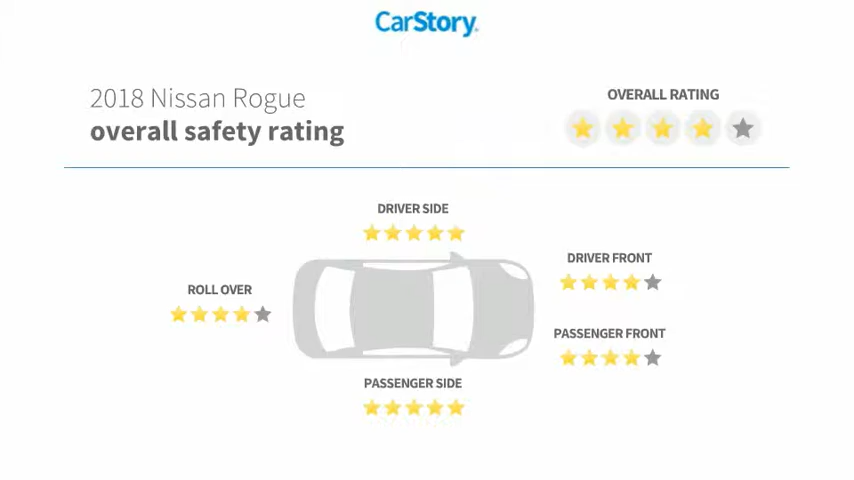 CarStory.
2018 Nissan Rogue
overall safety rating
OVERALL RATING
DRIVER SIDE
DRIVER FRONT
ROLL OVER
PASSENGER FRONT
PASSENGER SIDE